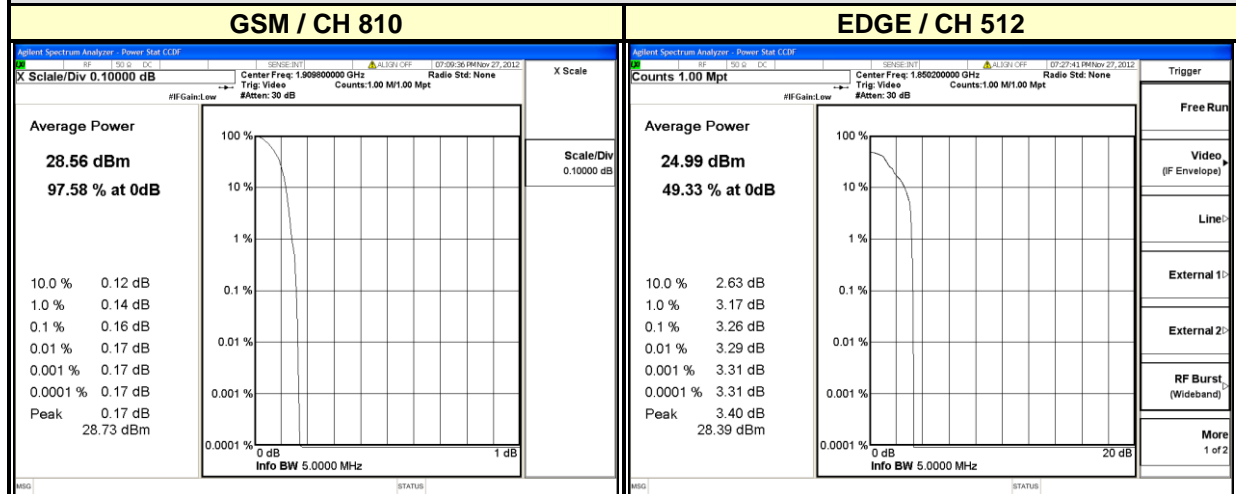 GSM / CH 810
Agilent Spectrum Analyzer - Power Stat CCDF
RF 50 Ω DC SENSE:INT ALIGN OFF 07:09:36 PM Nov 27, 2012
X Sclale/Div 0.10000 dB
Center Freq: 1.909800000 GHz Radio Std: None
Trig: Video Counts:1.00 M/1.00 Mpt
#IFGain:Low #Atten: 30 dB
X Scale
Scale/Div
0.10000 dB
Average Power
28.56 dBm
97.58 % at 0dB
10.0 % 0.12 dB
1.0 % 0.14 dB
0.1 % 0.16 dB
0.01 % 0.17 dB
0.001 % 0.17 dB
0.0001 % 0.17 dB
Peak 0.17 dB
28.73 dBm
100 %
10 %
1 %
0.1 %
0.01 %
0.001 %
0.0001 %
0 dB 1 dB
Info BW 5.0000 MHz
MSG STATUS
EDGE / CH 512
Agilent Spectrum Analyzer - Power Stat CCDF
RF 50 Ω DC SENSE:INT ALIGN OFF 07:27:41 PM Nov 27, 2012
Counts 1.00 Mpt
Center Freq: 1.850200000 GHz Radio Std: None
Trig: Video Counts:1.00 M/1.00 Mpt
#IFGain:Low #Atten: 30 dB
Trigger
Free Run
Video
(IF Envelope)
Line
External 1
External 2
RF Burst
(Wideband)
More
1 of 2
Average Power
24.99 dBm
49.33 % at 0dB
10.0 % 2.63 dB
1.0 % 3.17 dB
0.1 % 3.26 dB
0.01 % 3.29 dB
0.001 % 3.31 dB
0.0001 % 3.31 dB
Peak 3.40 dB
28.39 dBm
100 %
10 %
1 %
0.1 %
0.01 %
0.001 %
0.0001 %
0 dB 20 dB
Info BW 5.0000 MHz
MSG STATUS